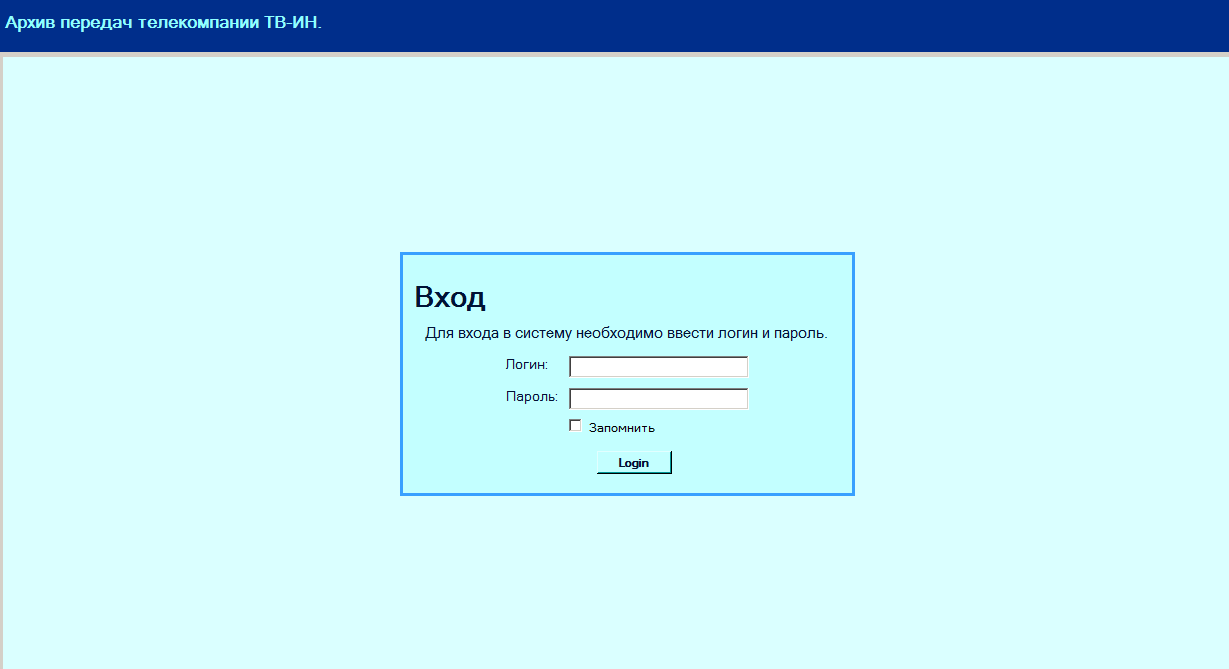 Архив передач телекомпании ТВ-ИН.
Вход
Для входа в систему необходимо ввести логин и пароль.
Логин:
Пароль:
Запомнить
Login